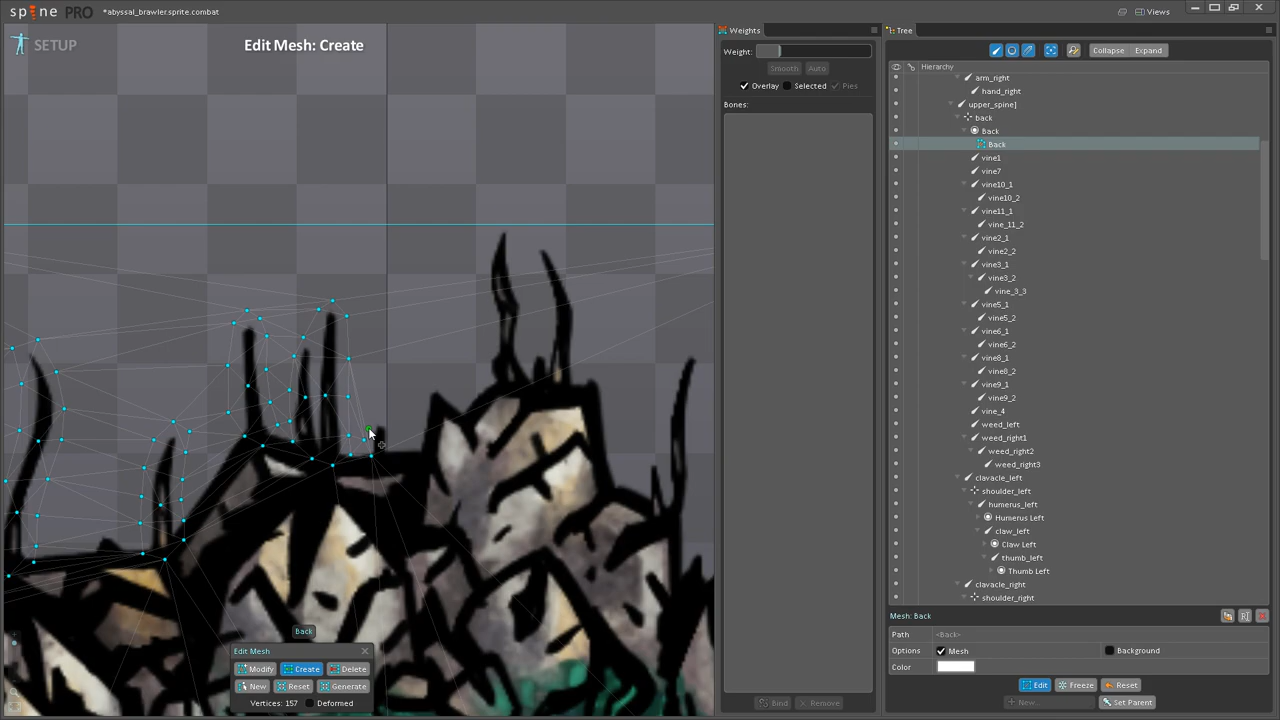 spine PRO
*abyssal_brawler.sprite.combat
Views
SETUP
Edit Mesh: Create
Weights
Weight:
Smooth
Auto
Overlay
Selected
Pies
Bones:
Bind
Remove
Tree
Collapse
Expand
Hierarchy
arm_right
hand_right
upper_spine]
back
Back
Back
vine1
vine7
vine10_1
vine10_2
vine11_1
vine_11_2
vine2_1
vine2_2
vine3_1
vine3_2
vine_3_3
vine5_1
vine5_2
vine6_1
vine6_2
vine8_1
vine8_2
vine9_1
vine9_2
vine_4
weed_left
weed_right1
weed_right2
weed_right3
clavacle_left
shoulder_left
humerus_left
Humerus Left
claw_left
Claw Left
thumb_left
Thumb Left
clavacle_right
shoulder_right
Mesh: Back
Path
<Back>
Options
Mesh
Background
Color
Edit
Freeze
Reset
New...
Set Parent
Back
Edit Mesh
Modify
Create
Delete
New
Reset
Generate
Vertices: 157
Deformed